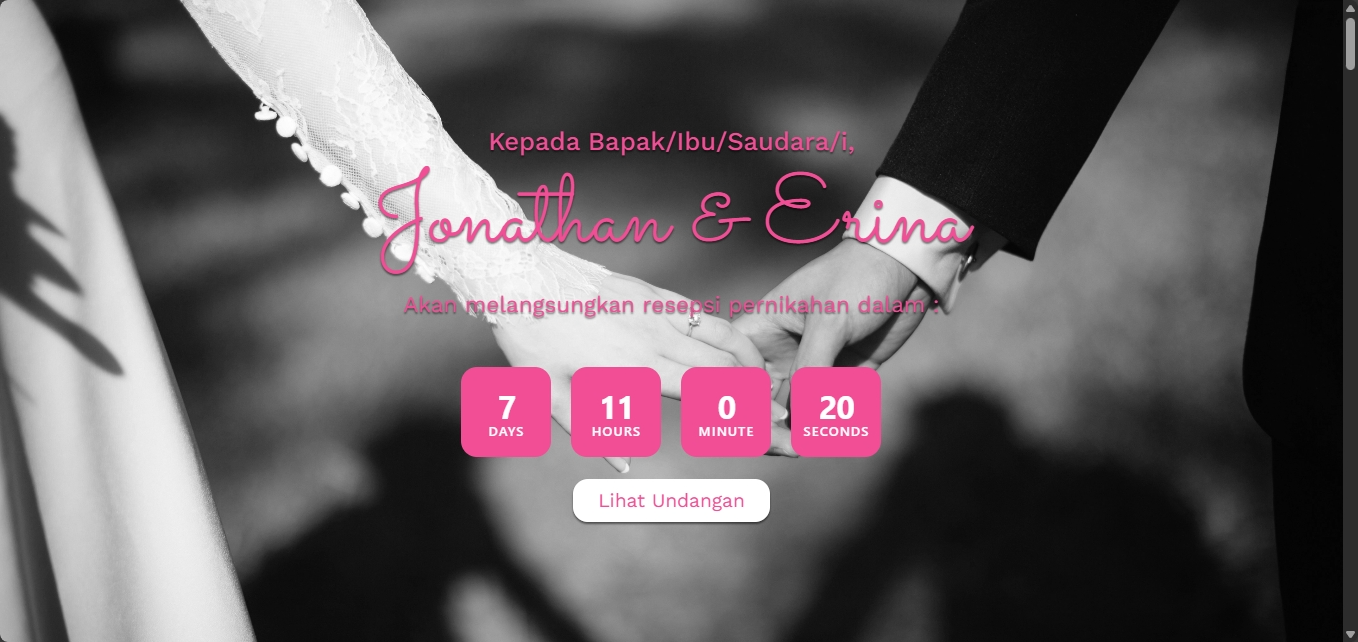 Kepada Bapak/Ibu/Saudara/i,
Jonathan & Erina
Akan melangsungkan resepsi pernikahan dalam :
7 11 0 20
DAYS HOURS MINUTE SECONDS
Lihat Undangan